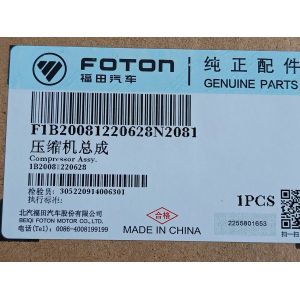 FOTON
福田汽车
纯正配件
GENUINE PARTS
F1B20081220628N2081
压缩机总成
Compressor Assy.
1B20081220628
检验员: 305220914006301
执行标准:
北汽福田汽车股份有限公司
BEIQI FOTON MOTOR CO., LTD.
电话(Tel): 0086-4008199199
合格
MADE IN CHINA
1PCS
2255801653
扫一扫